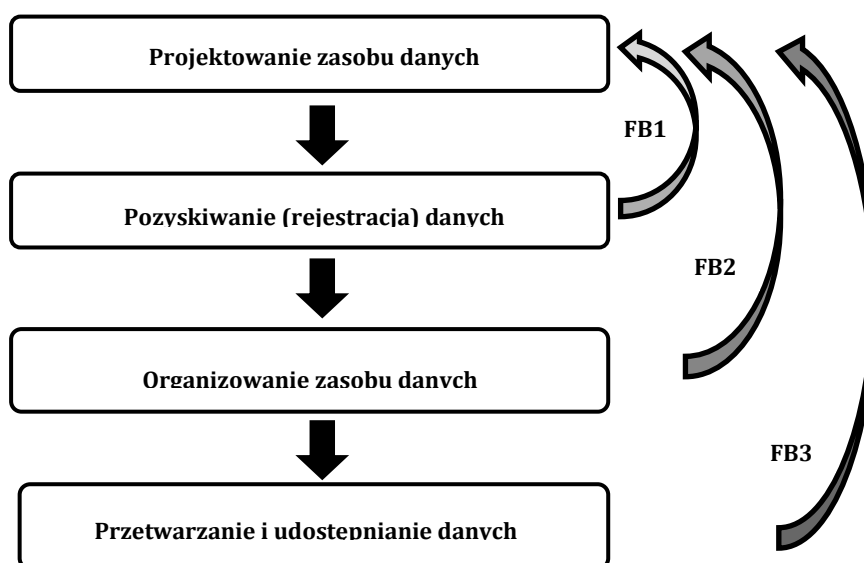 Projektowanie zasobu danych
FB1
Pozyskiwanie (rejestracja) danych
FB2
Organizowanie zasobu danych
FB3
Przetwarzanie i udostępnianie danych